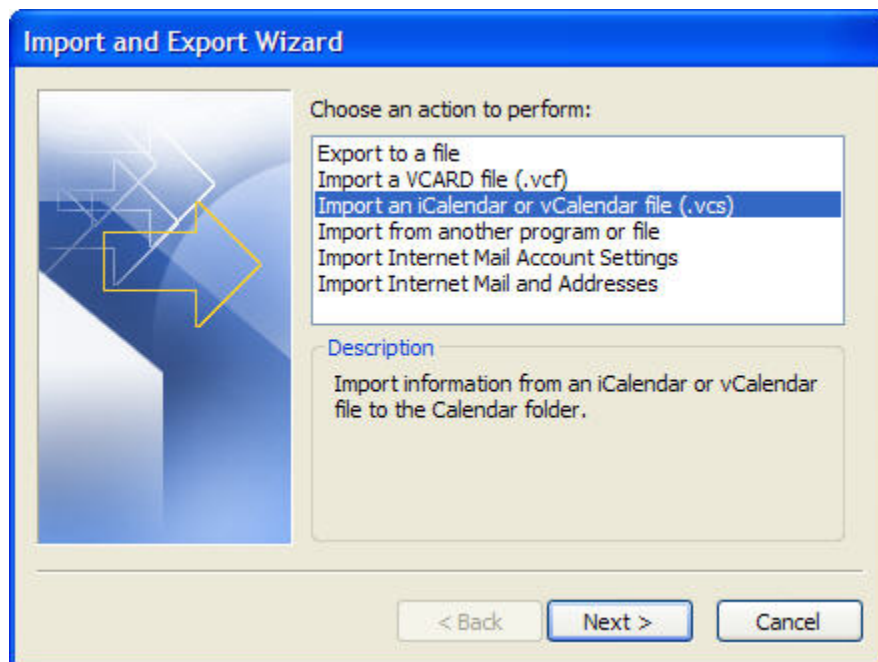 Import and Export Wizard
Choose an action to perform:
Export to a file
Import a VCARD file (.vcf)
Import an iCalendar or vCalendar file (.vcs)
Import from another program or file
Import Internet Mail Account Settings
Import Internet Mail and Addresses
Description
Import information from an iCalendar or vCalendar
file to the Calendar folder.
< Back Next > Cancel